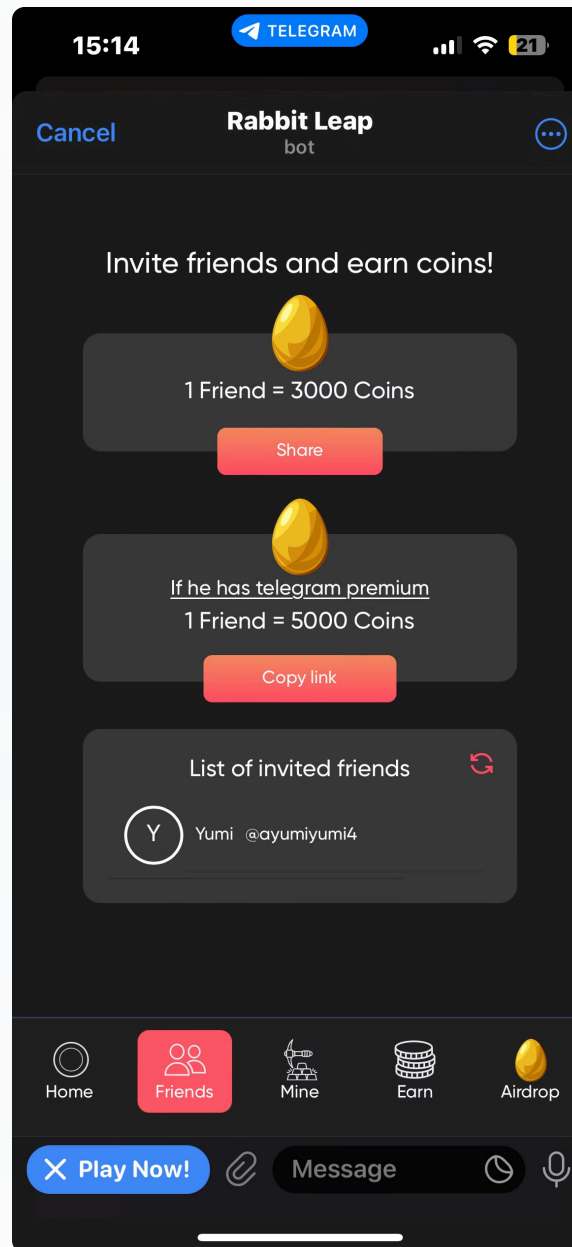 15:14
TELEGRAM
21
Cancel
Rabbit Leap
bot
Invite friends and earn coins!
1 Friend = 3000 Coins
Share
If he has telegram premium
1 Friend = 5000 Coins
Copy link
List of invited friends
Y
Yumi @ayumiyumi4
Home
Friends
Mine
Earn
Airdrop
Play Now!
Message